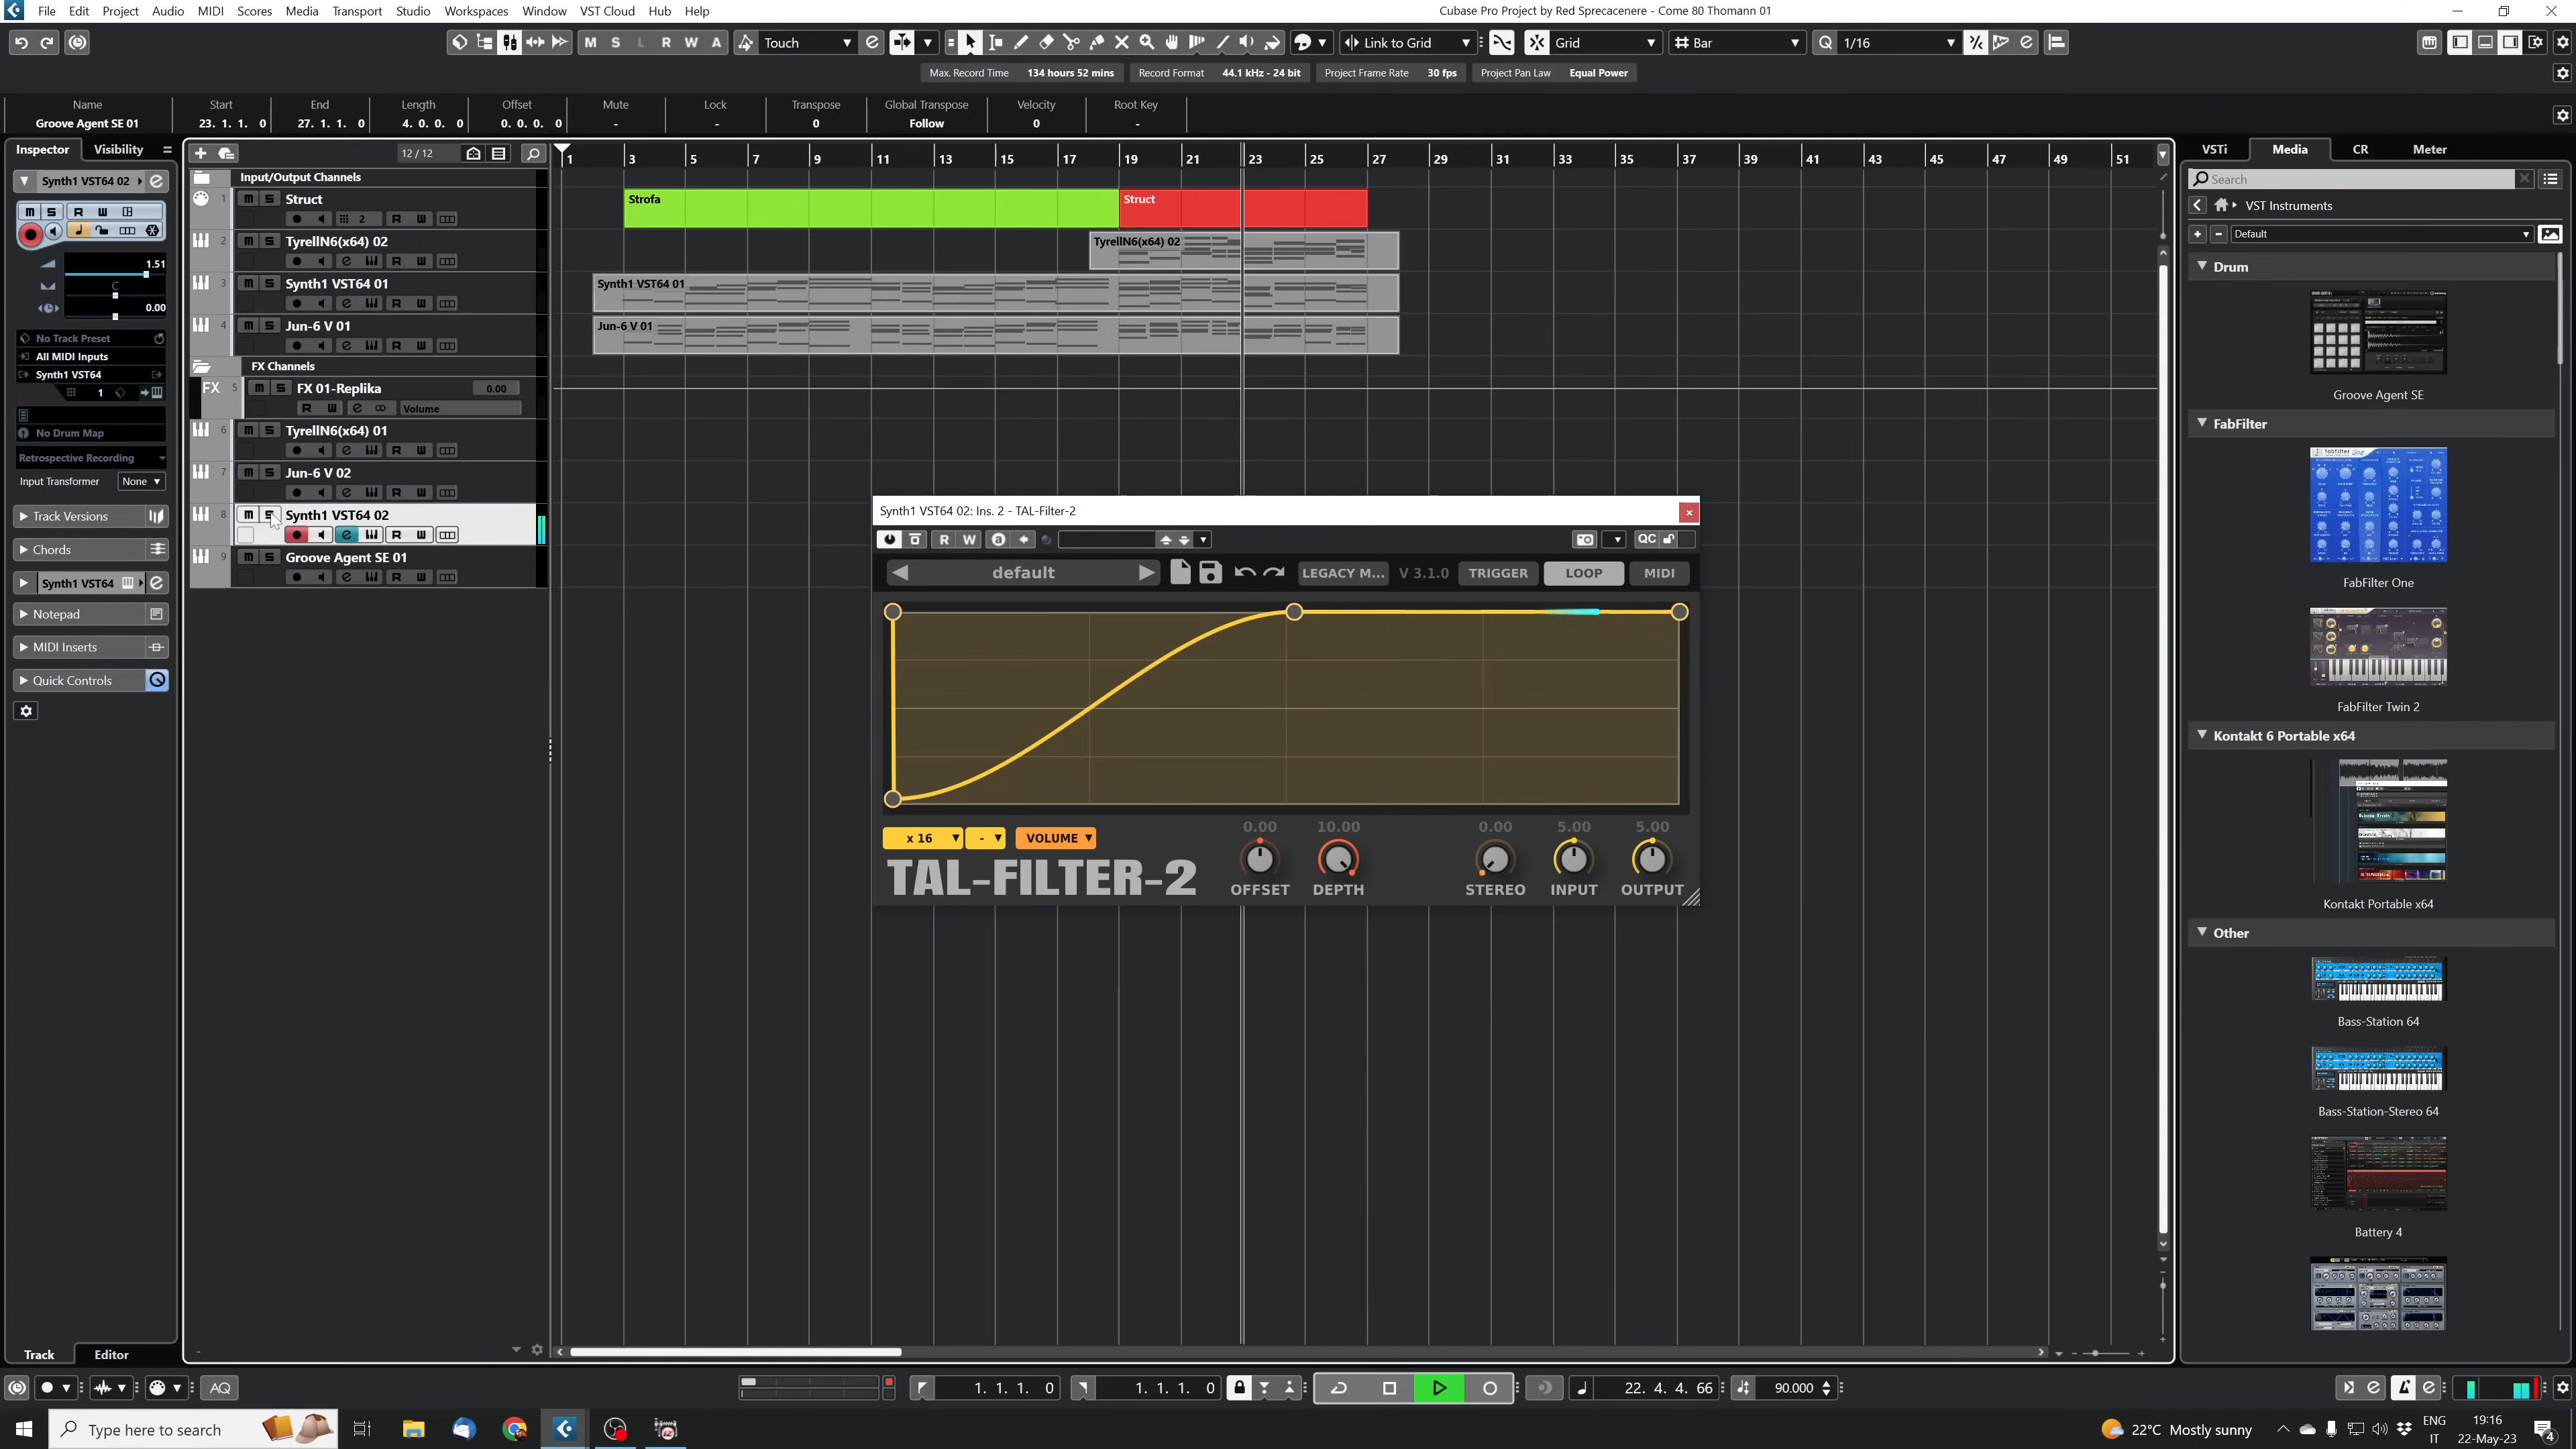 File Edit Project Audio MIDI Scores Media Transport Studio Workspaces Window VST Cloud Hub Help
Cubase Pro Project by Red Sprecacenere - Come 80 Thomann 01
M S L R W A Touch Link to Grid Grid Bar Q 1/16
Max. Record Time 134 hours 52 mins Record Format 44.1 kHz - 24 bit Project Frame Rate 30 fps Project Pan Law Equal Power
Name Start End Length Offset Mute Lock Transpose Global Transpose Velocity Root Key
Groove Agent SE 01 23. 1. 1. 0 27. 1. 1. 0 4. 0. 0. 0 0. 0. 0. 0 - - 0 Follow 0 -
Inspector Visibility
12 / 12
1 3 5 7 9 11 13 15 17 19 21 23 25 27 29 31 33 35 37 39 41 43 45 47 49 51
VSTi Media CR Meter
Synth1 VST64 02
M S R W
1.51
C
0.00
No Track Preset
All MIDI Inputs
Synth1 VST64
1
No Drum Map
Retrospective Recording
Input Transformer None
Track Versions
Chords
Synth1 VST64
Notepad
MIDI Inserts
Quick Controls
Track Editor
Input/Output Channels
1 M S Struct
2 R W
2 M S TyrellN6(x64) 02
R W
3 M S Synth1 VST64 01
R W
4 M S Jun-6 V 01
R W
FX Channels
FX 5 M S FX 01-Replika 0.00
R W Volume
6 M S TyrellN6(x64) 01
R W
7 M S Jun-6 V 02
R W
8 M S Synth1 VST64 02
R W
9 M S Groove Agent SE 01
R W
Strofa Struct
TyrellN6(x64) 02
Synth1 VST64 01
Jun-6 V 01
Synth1 VST64 02: Ins. 2 - TAL-Filter-2
R W QC
default LEGACY M... V 3.1.0 TRIGGER LOOP MIDI
x 16 - VOLUME
0.00 10.00 0.00 5.00 5.00
TAL-FILTER-2
OFFSET DEPTH STEREO INPUT OUTPUT
Search
VST Instruments
Default
Drum
Groove Agent SE
FabFilter
FabFilter One
FabFilter Twin 2
Kontakt 6 Portable x64
Kontakt Portable x64
Other
Bass-Station 64
Bass-Station-Stereo 64
Battery 4
AQ
1. 1. 1. 0 1. 1. 1. 0 22. 4. 4. 66 90.000
Type here to search
22°C Mostly sunny
ENG
IT
19:16
22-May-23
4